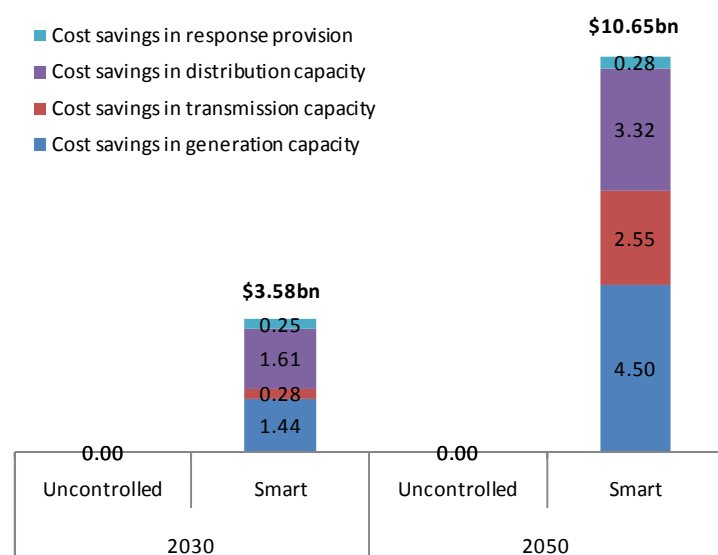 Cost savings in response provision
Cost savings in distribution capacity
Cost savings in transmission capacity
Cost savings in generation capacity
$10.65bn
0.28
3.32
2.55
4.50
$3.58bn
0.25
1.61
0.28
1.44
0.00
0.00
Uncontrolled
Smart
Uncontrolled
Smart
2030
2050